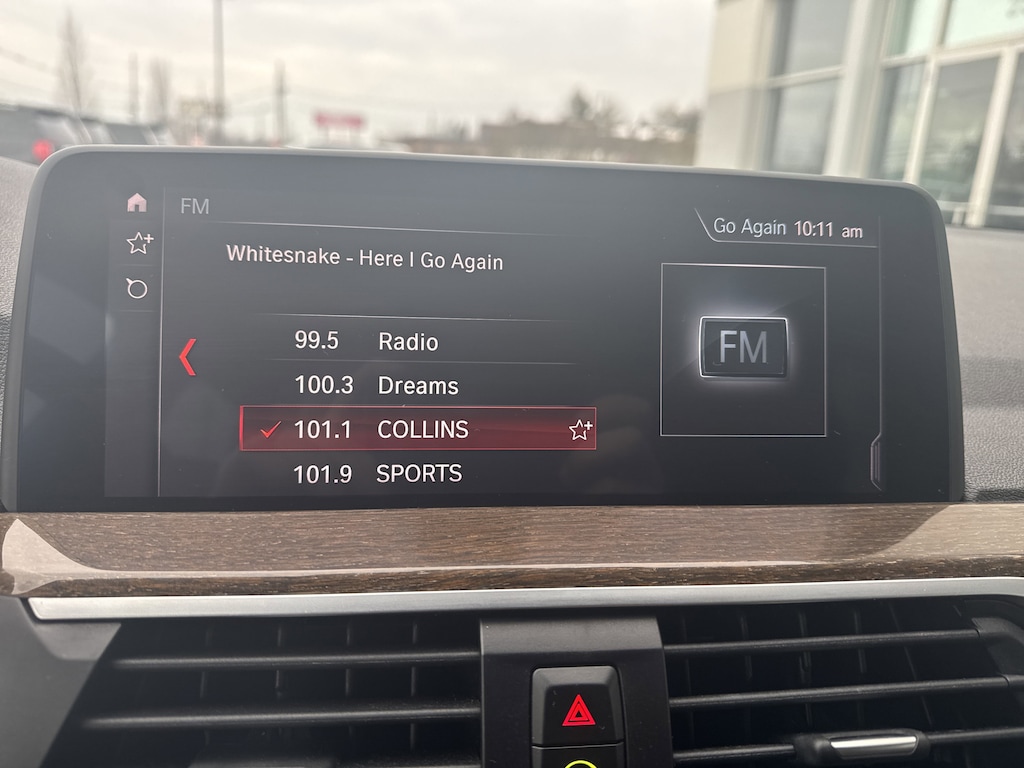 FM
Go Again 10:11 am
Whitesnake - Here I Go Again
99.5 Radio
100.3 Dreams
101.1 COLLINS
101.9 SPORTS
FM